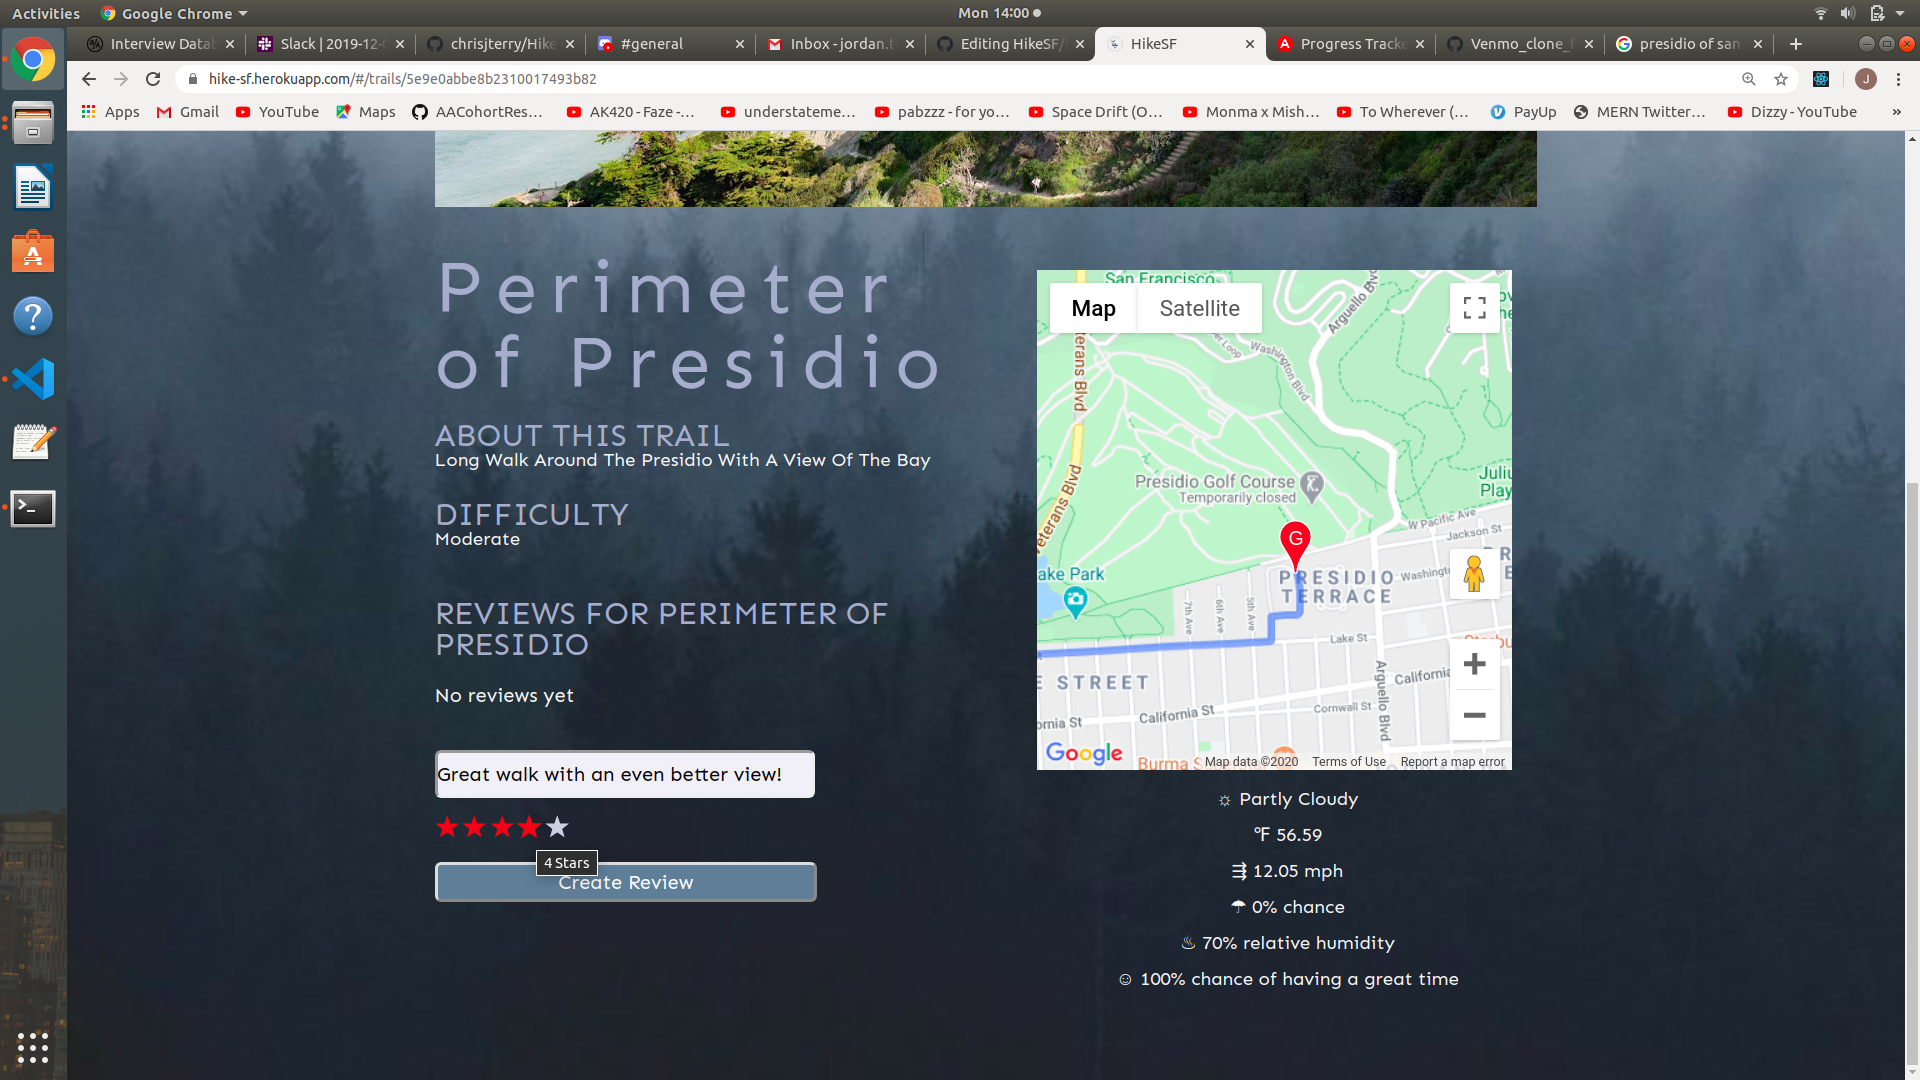 Activities
Google Chrome
Mon 14:00
Interview Datab
Slack | 2019-12-
chrisjterry/Hike
#general
Inbox - jordan.t
Editing HikeSF/
HikeSF
Progress Tracke
Venmo_clone_f
presidio of san
hike-sf.herokuapp.com/#/trails/5e9e0abbe8b2310017493b82
J
Apps
Gmail
YouTube
Maps
AACohortRes...
AK420 - Faze -...
understateme...
pabzzz - for yo...
Space Drift (O...
Monma x Mish...
To Wherever (...
PayUp
MERN Twitter...
Dizzy - YouTube
»
Perimeter
of Presidio
ABOUT THIS TRAIL
Long Walk Around The Presidio With A View Of The Bay
DIFFICULTY
Moderate
REVIEWS FOR PERIMETER OF
PRESIDIO
No reviews yet
Great walk with an even better view!
4 Stars
Create Review
San Francisco
Map
Satellite
Arguello Blvd
Washington Blvd
Loop
terans Blvd
Veterans Blvd
Presidio Golf Course
Temporarily closed
Juliu
Play
W Pacific Ave
Jackson St
G
PRESIDIO
TERRACE
Washingt
ake Park
7th Ave
6th Ave
5th Ave
Lake St
E STREET
California
Arguello Blvd
Cornwall St
California St
ornia St
Google
Burma S
Map data ©2020
Terms of Use
Report a map error
☼ Partly Cloudy
℉ 56.59
⇶ 12.05 mph
☂ 0% chance
♨ 70% relative humidity
☺ 100% chance of having a great time